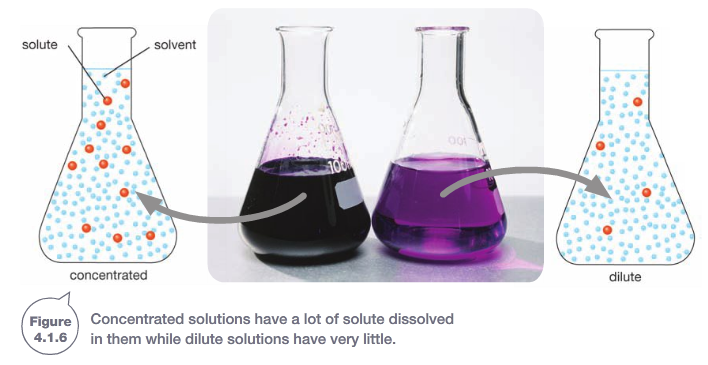 solute
solvent
100
concentrated
dilute
Figure
4.1.6
Concentrated solutions have a lot of solute dissolved
in them while dilute solutions have very little.